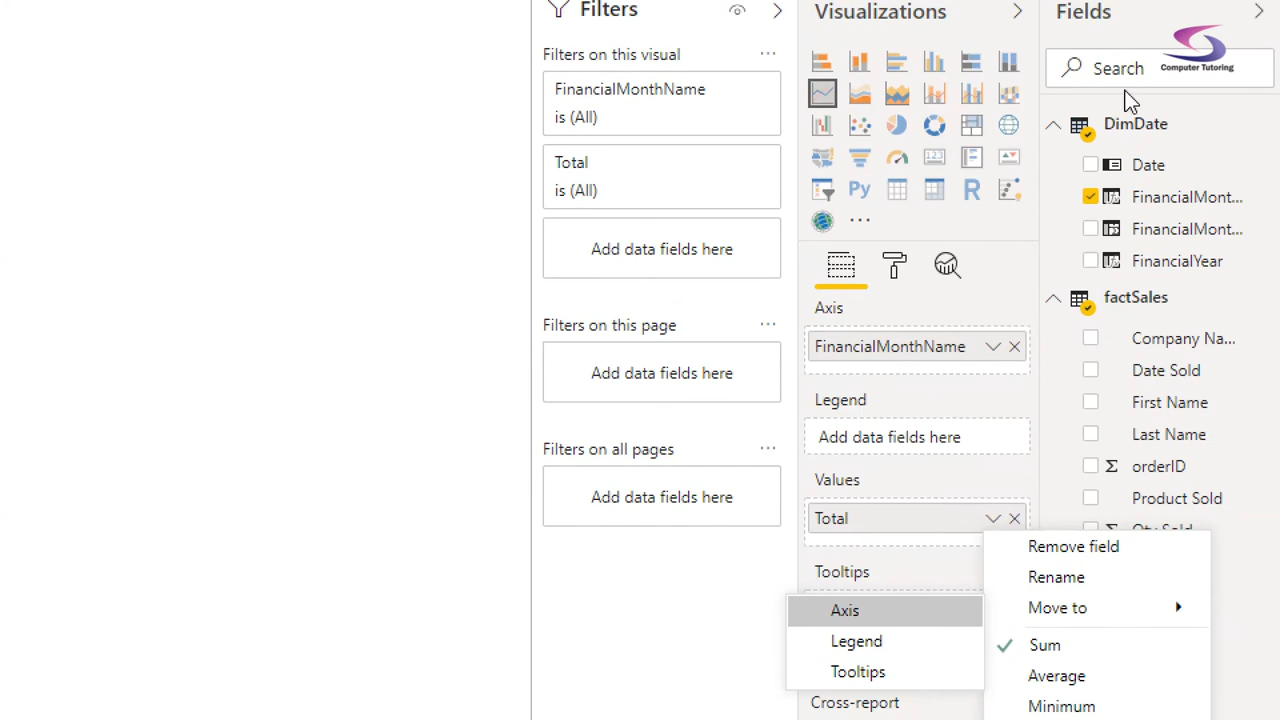 Filters
Filters on this visual
FinancialMonthName
is (All)
Total
is (All)
Add data fields here
Filters on this page
Add data fields here
Filters on all pages
Add data fields here
Visualizations
123
Py
R
Axis
FinancialMonthName
Legend
Add data fields here
Values
Total
Tooltips
Axis
Legend
Tooltips
Cross-report
Remove field
Rename
Move to
Sum
Average
Minimum
Fields
Search
Computer Tutoring
DimDate
Date
FinancialMont...
FinancialMont...
FinancialYear
factSales
Company Na...
Date Sold
First Name
Last Name
Σ orderID
Product Sold
Qty Sold